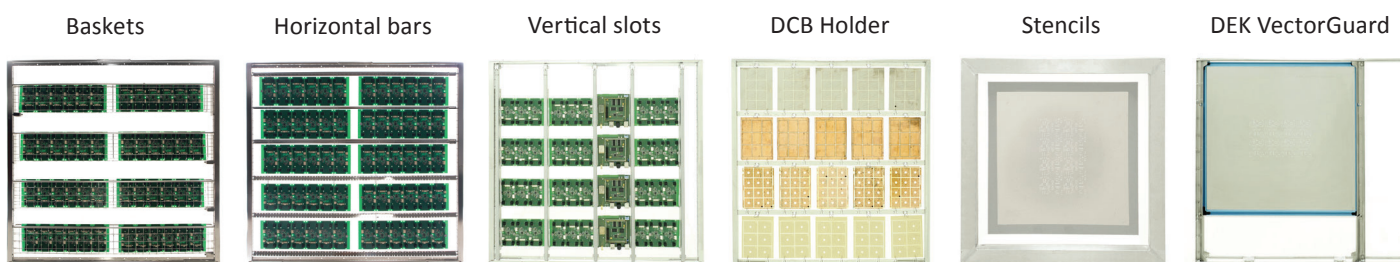 Baskets
Horizontal bars
Vertical slots
DCB Holder
Stencils
DEK VectorGuard